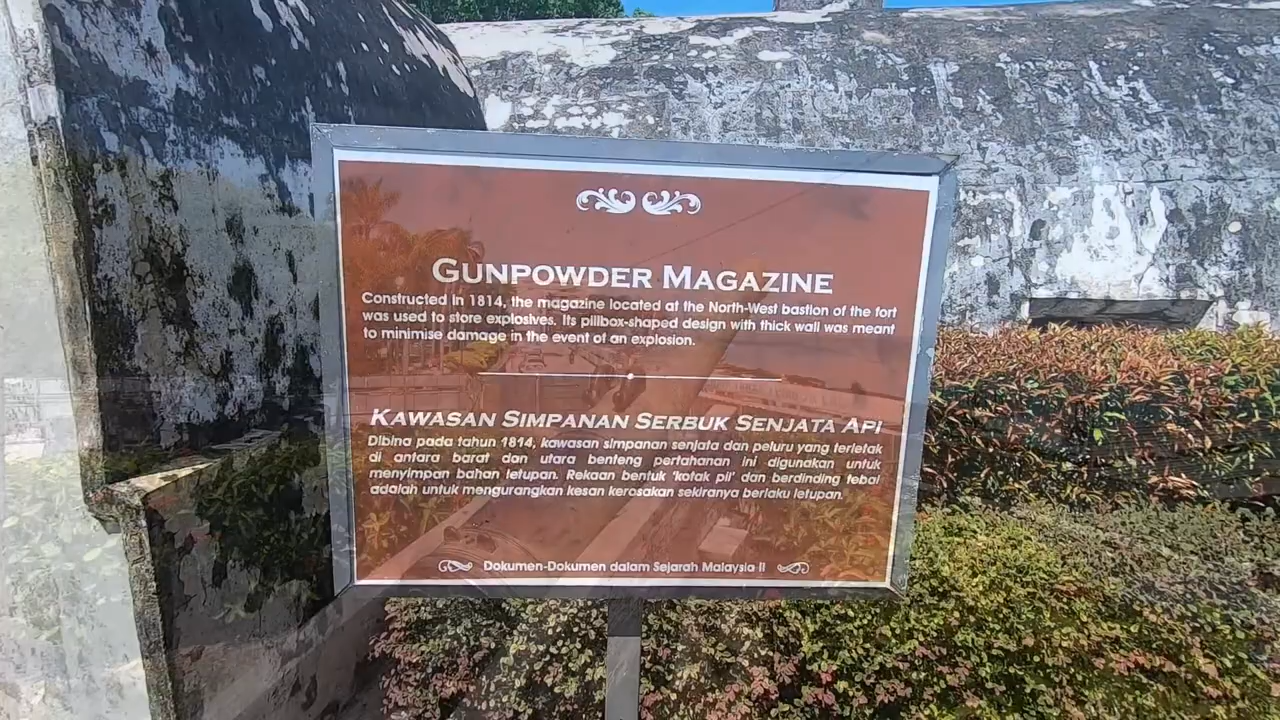 GUNPOWDER MAGAZINE
Constructed in 1814, the magazine located at the North-West bastion of the fort
was used to store explosives. Its pillbox-shaped design with thick wall was meant
to minimise damage in the event of an explosion.
KAWASAN SIMPANAN SERBUK SENJATA API
Dibina pada tahun 1814, kawasan simpanan senjata dan peluru yang terletak
di antara barat dan utara benteng pertahanan ini digunakan untuk
menyimpan bahan letupan. Rekaan bentuk 'kotak pil' dan berdinding tebal
adalah untuk mengurangkan kesan kerosakan sekiranya berlaku letupan.
Dokumen-Dokumen dalam Sejarah Malaysia II